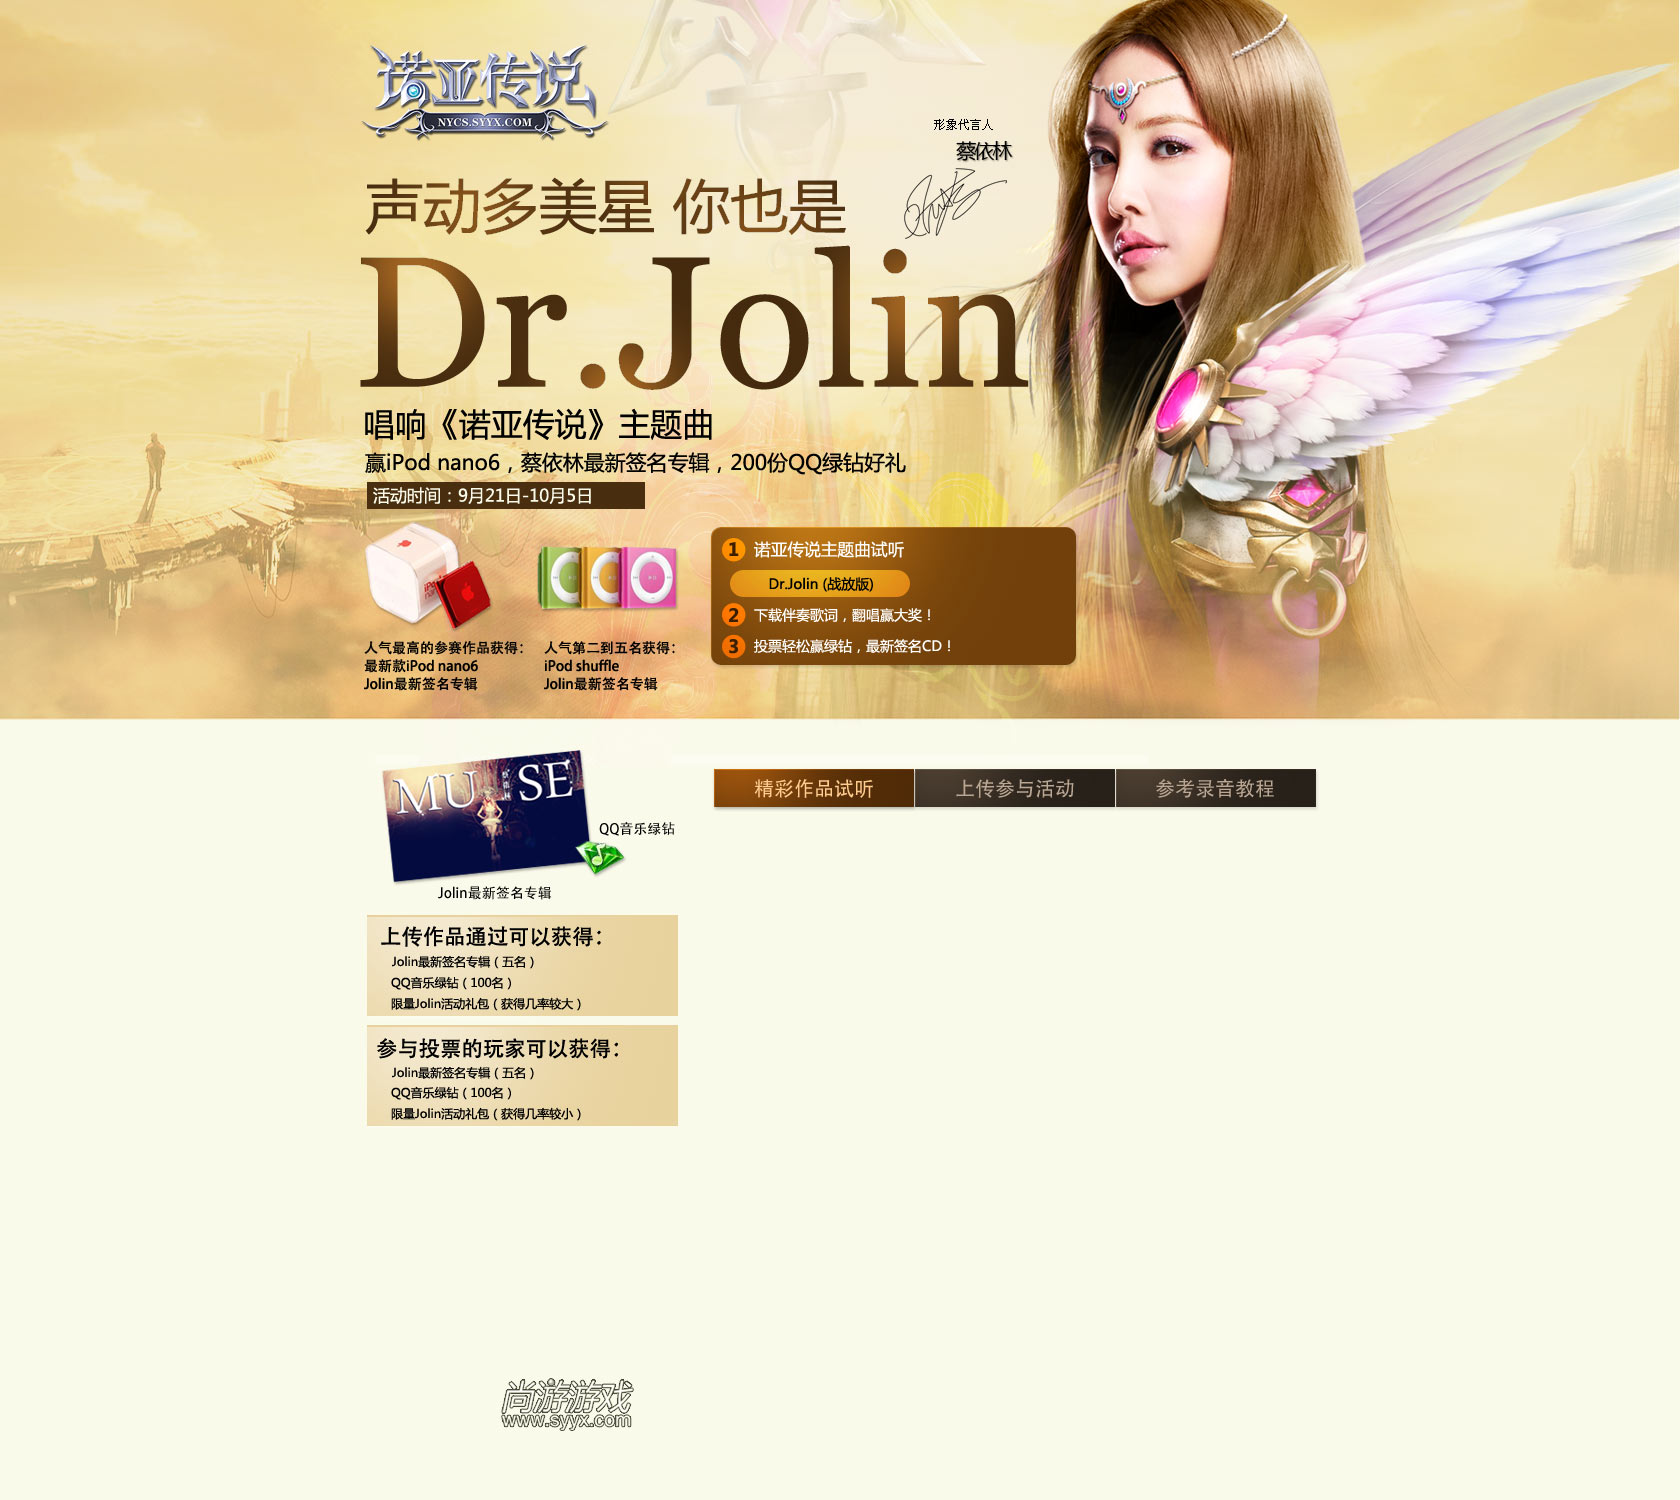 诺亚传说
NYCS.SYYX.COM
形象代言人
蔡依林
声动多美星 你也是
Dr.Jolin
唱响《诺亚传说》主题曲
赢iPod nano6，蔡依林最新签名专辑，200份QQ绿钻好礼
活动时间：9月21日-10月5日
人气最高的参赛作品获得：
最新款iPod nano6
Jolin最新签名专辑
人气第二到五名获得：
iPod shuffle
Jolin最新签名专辑
1 诺亚传说主题曲试听
Dr.Jolin (战放版)
2 下载伴奏歌词，翻唱赢大奖！
3 投票轻松赢绿钻，最新签名CD！
MUSE
蔡依林
QQ音乐绿钻
Jolin最新签名专辑
精彩作品试听
上传参与活动
参考录音教程
上传作品通过可以获得：
Jolin最新签名专辑（五名）
QQ音乐绿钻（100名）
限量Jolin活动礼包（获得几率较大）
参与投票的玩家可以获得：
Jolin最新签名专辑（五名）
QQ音乐绿钻（100名）
限量Jolin活动礼包（获得几率较小）
尚游游戏
www.syyx.com